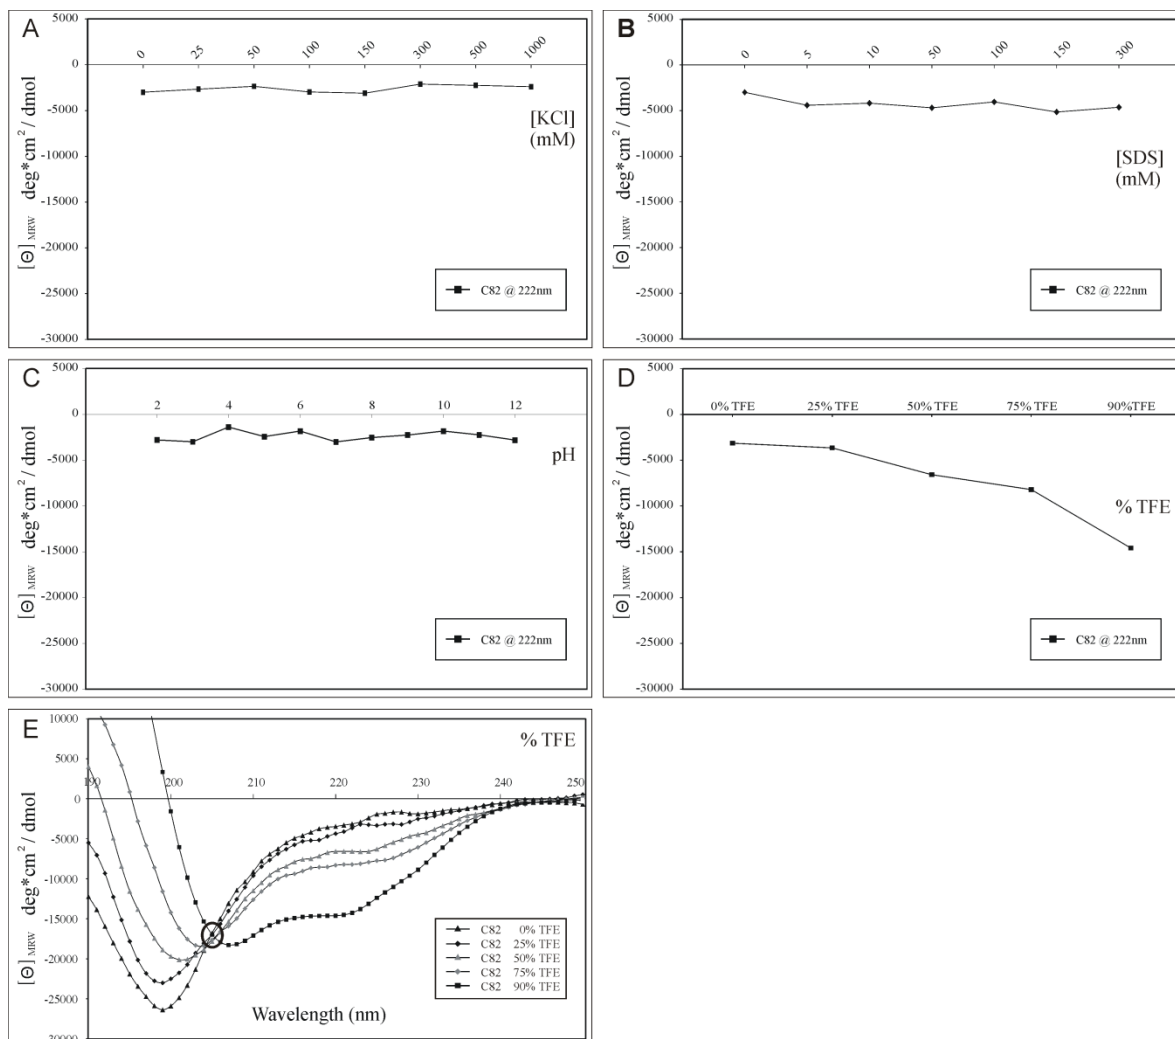 A
5000
0
-5000
-10000
-15000
-20000
-25000
-30000
[Θ] MRW deg*cm² / dmol
0 25 50 100 150 300 500 1000
[KCl]
(mM)
C82 @ 222nm
B
5000
0
-5000
-10000
-15000
-20000
-25000
-30000
[Θ] MRW deg*cm² / dmol
0 5 10 50 100 150 300
[SDS]
(mM)
C82 @ 222nm
C
5000
0
-5000
-10000
-15000
-20000
-25000
-30000
[Θ] MRW deg*cm² / dmol
2 4 6 8 10 12
pH
C82 @ 222nm
D
5000
0
-5000
-10000
-15000
-20000
-25000
-30000
[Θ] MRW deg*cm² / dmol
0% TFE 25% TFE 50% TFE 75% TFE 90%TFE
% TFE
C82 @ 222nm
E
10000
5000
0
-5000
-10000
-15000
-20000
-25000
-30000
[Θ] MRW deg*cm² / dmol
% TFE
190 200 210 220 230 240 250
C82 0% TFE
C82 25% TFE
C82 50% TFE
C82 75% TFE
C82 90% TFE
Wavelength (nm)